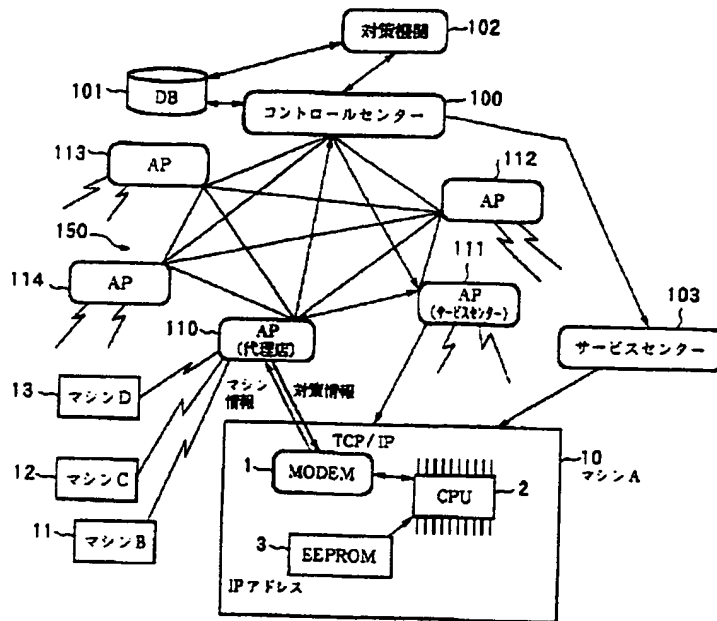 対策機関
102
101
DB
100
コントロールセンター
113
AP
112
AP
150
114
AP
111
AP
(サービスセンター)
110
AP
(代理店)
103
サービスセンター
13
マシンD
マシン
情報
対策情報
12
マシンC
11
マシンB
TCP/IP
10
マシンA
1
MODEM
CPU
2
3
EEPROM
IPアドレス